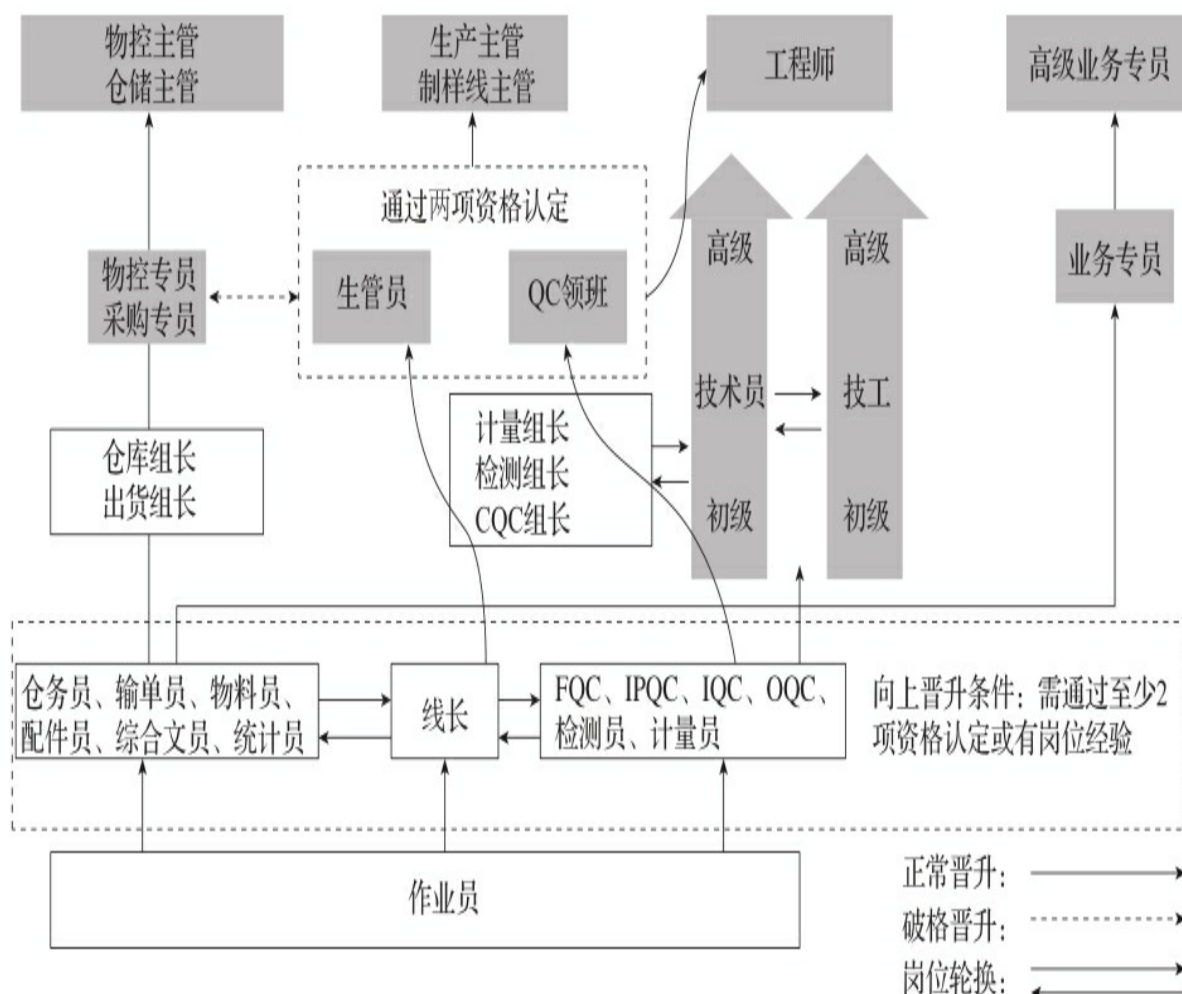 物控主管
仓储主管
生产主管
制样线主管
工程师
高级业务专员
通过两项资格认定
高级
高级
业务专员
物控专员
采购专员
生管员
QC领班
技术员
技工
计量组长
检测组长
CQC组长
仓库组长
出货组长
初级
初级
仓务员、输单员、物料员、
配件员、综合文员、统计员
线长
FQC、IPQC、IQC、OQC、
检测员、计量员
向上晋升条件：需通过至少2
项资格认定或有岗位经验
作业员
正常晋升：
破格晋升：
岗位轮换：